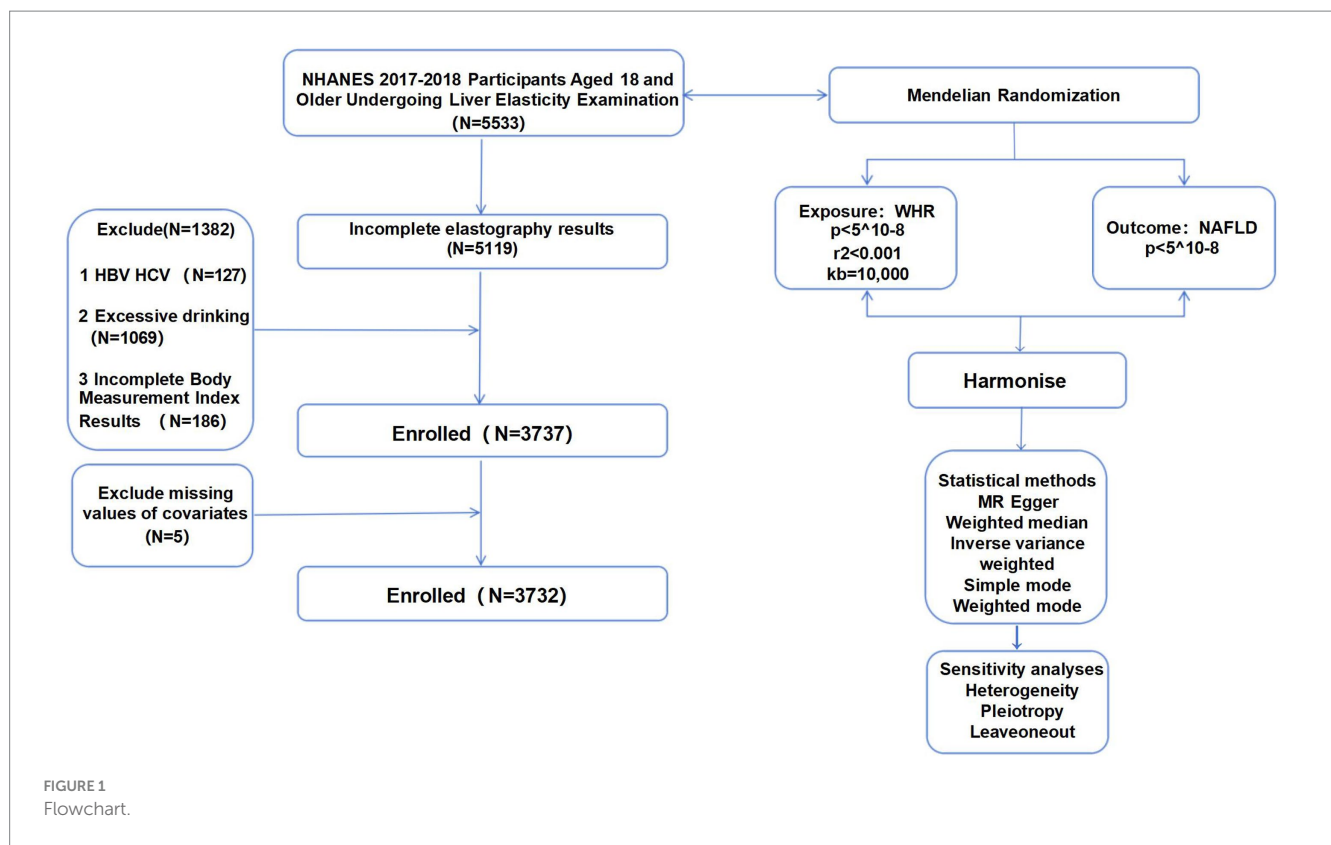 NHANES 2017-2018 Participants Aged 18 and
Older Undergoing Liver Elasticity Examination
(N=5533)
Incomplete elastography results
(N=5119)
Exclude(N=1382)
1 HBV HCV （N=127)
2 Excessive drinking
(N=1069)
3 Incomplete Body
Measurement Index
Results （N=186)
Enrolled（N=3737)
Exclude missing
values of covariates
(N=5)
Enrolled（N=3732)
Mendelian Randomization
Exposure：WHR
p<5^10-8
r2<0.001
kb=10,000
Outcome：NAFLD
p<5^10-8
Harmonise
Statistical methods
MR Egger
Weighted median
Inverse variance
weighted
Simple mode
Weighted mode
Sensitivity analyses
Heterogeneity
Pleiotropy
Leaveoneout
FIGURE 1
Flowchart.